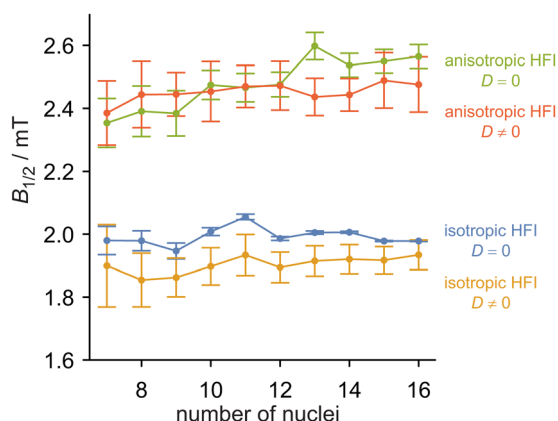 2.6
2.4
2.2
2.0
1.8
1.6
B1/2 / mT
8
10
12
14
16
number of nuclei
anisotropic HFI
D = 0
anisotropic HFI
D ≠ 0
isotropic HFI
D = 0
isotropic HFI
D ≠ 0